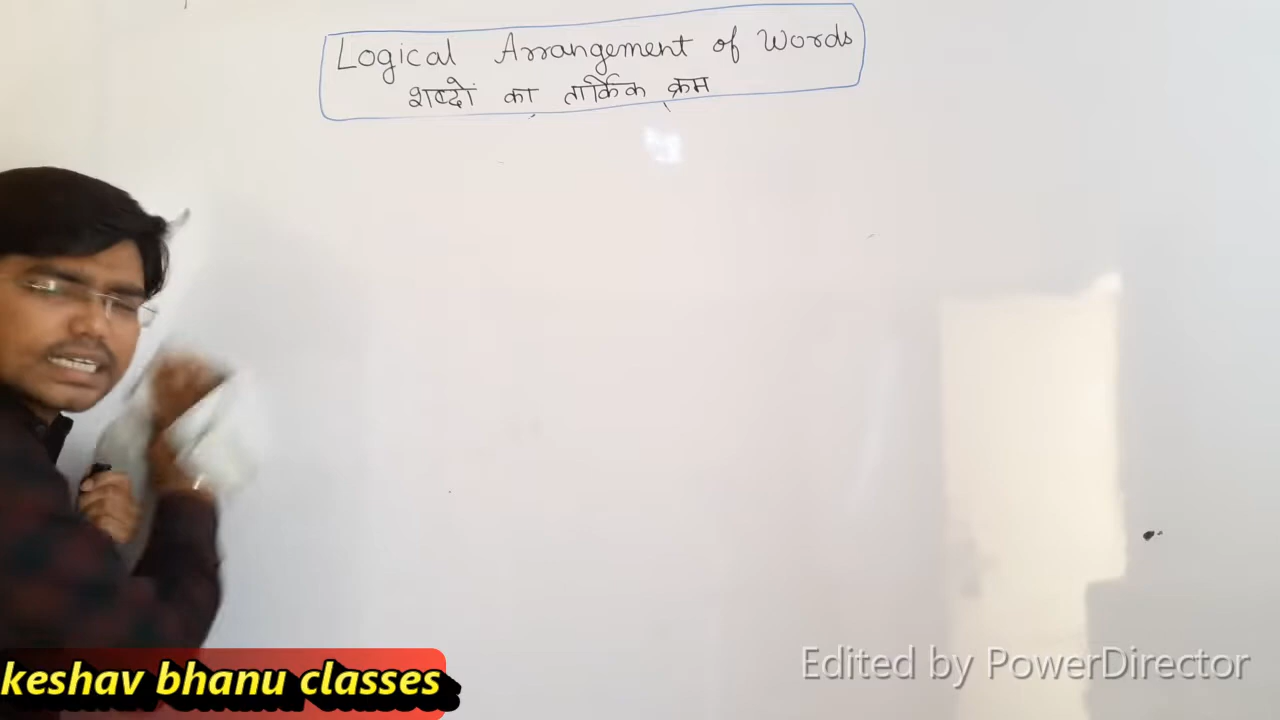 Logical Arrangement of Words
शब्दों का तार्किक क्रम
keshav bhanu classes
Edited by PowerDirector